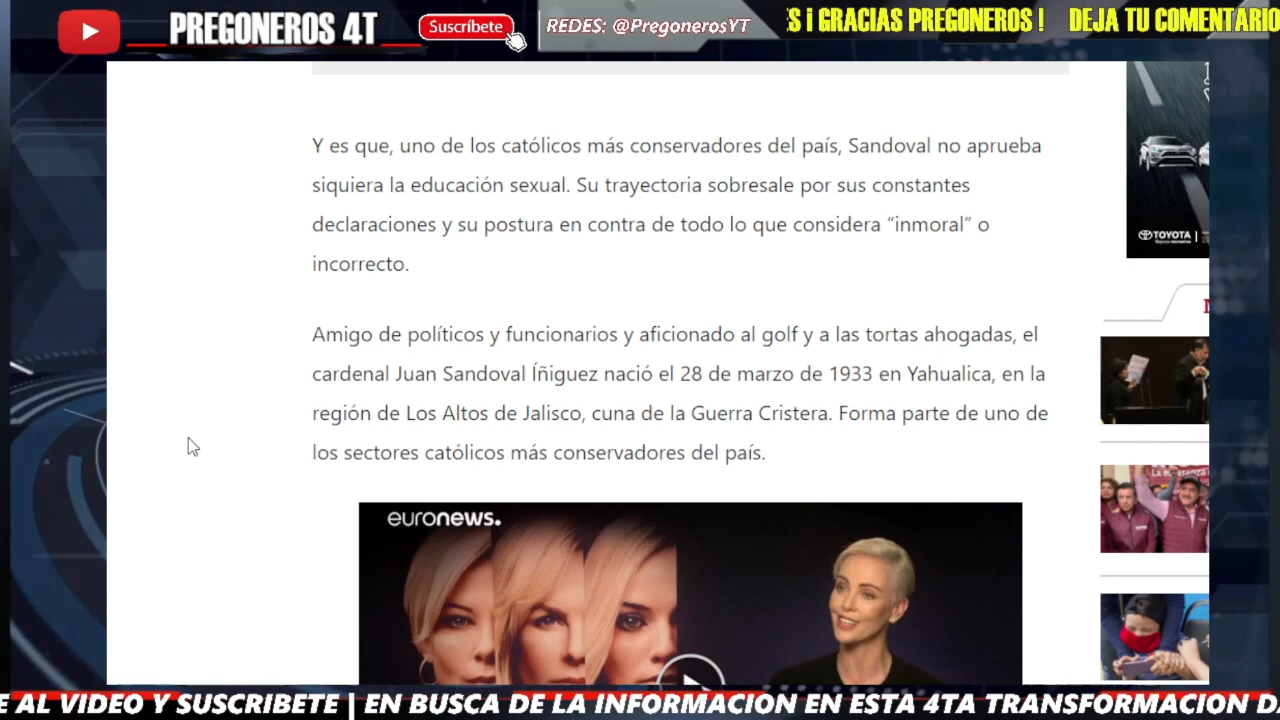 PREGONEROS 4T
Suscríbete
REDES: @PregonerosYT
¡ GRACIAS PREGONEROS ! DEJA TU COMENTARIO
Y es que, uno de los católicos más conservadores del país, Sandoval no aprueba
siquiera la educación sexual. Su trayectoria sobresale por sus constantes
declaraciones y su postura en contra de todo lo que considera “inmoral” o
incorrecto.
TOYOTA
Amigo de políticos y funcionarios y aficionado al golf y a las tortas ahogadas, el
cardenal Juan Sandoval Íñiguez nació el 28 de marzo de 1933 en Yahualica, en la
región de Los Altos de Jalisco, cuna de la Guerra Cristera. Forma parte de uno de
los sectores católicos más conservadores del país.
euronews.
La esperanza
E AL VIDEO Y SUSCRIBETE | EN BUSCA DE LA INFORMACION EN ESTA 4TA TRANSFORMACION DA